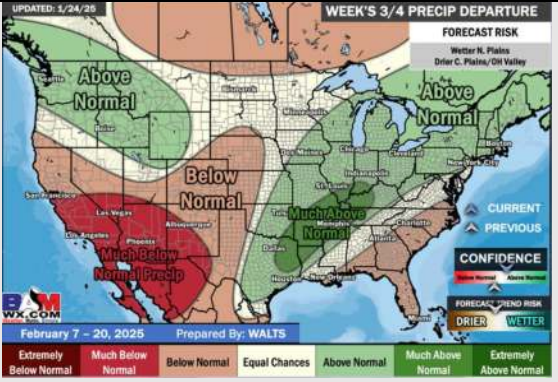 UPDATED: 1/24/25
WEEK'S 3/4 PRECIP DEPARTURE
FORECAST RISK
Wetter N. Plains
Drier C. Plains/OH Valley
Seattle
Above
Normal
Boise
Bismarck
Minneapolis
Above
Normal
Boston
New York City
Des Moines
Chicago
Cleveland
Indianapolis
St. Louis
Below
Normal
San Francisco
Las Vegas
Los Angeles
Phoenix
Albuquerque
Much Below
Normal Precip
Tulsa
Much Above
Normal
Memphis
Charlotte
Atlanta
Dallas
Houston
New Orleans
Miami
CURRENT
PREVIOUS
CONFIDENCE
Below Normal
Above Normal
FORECAST TREND RISK
DRIER
WETTER
BAM
WX.COM
February 7 – 20, 2025
Prepared By: WALTS
Extremely
Below Normal
Much Below
Normal
Below Normal
Equal Chances
Above Normal
Much Above
Normal
Extremely
Above Normal